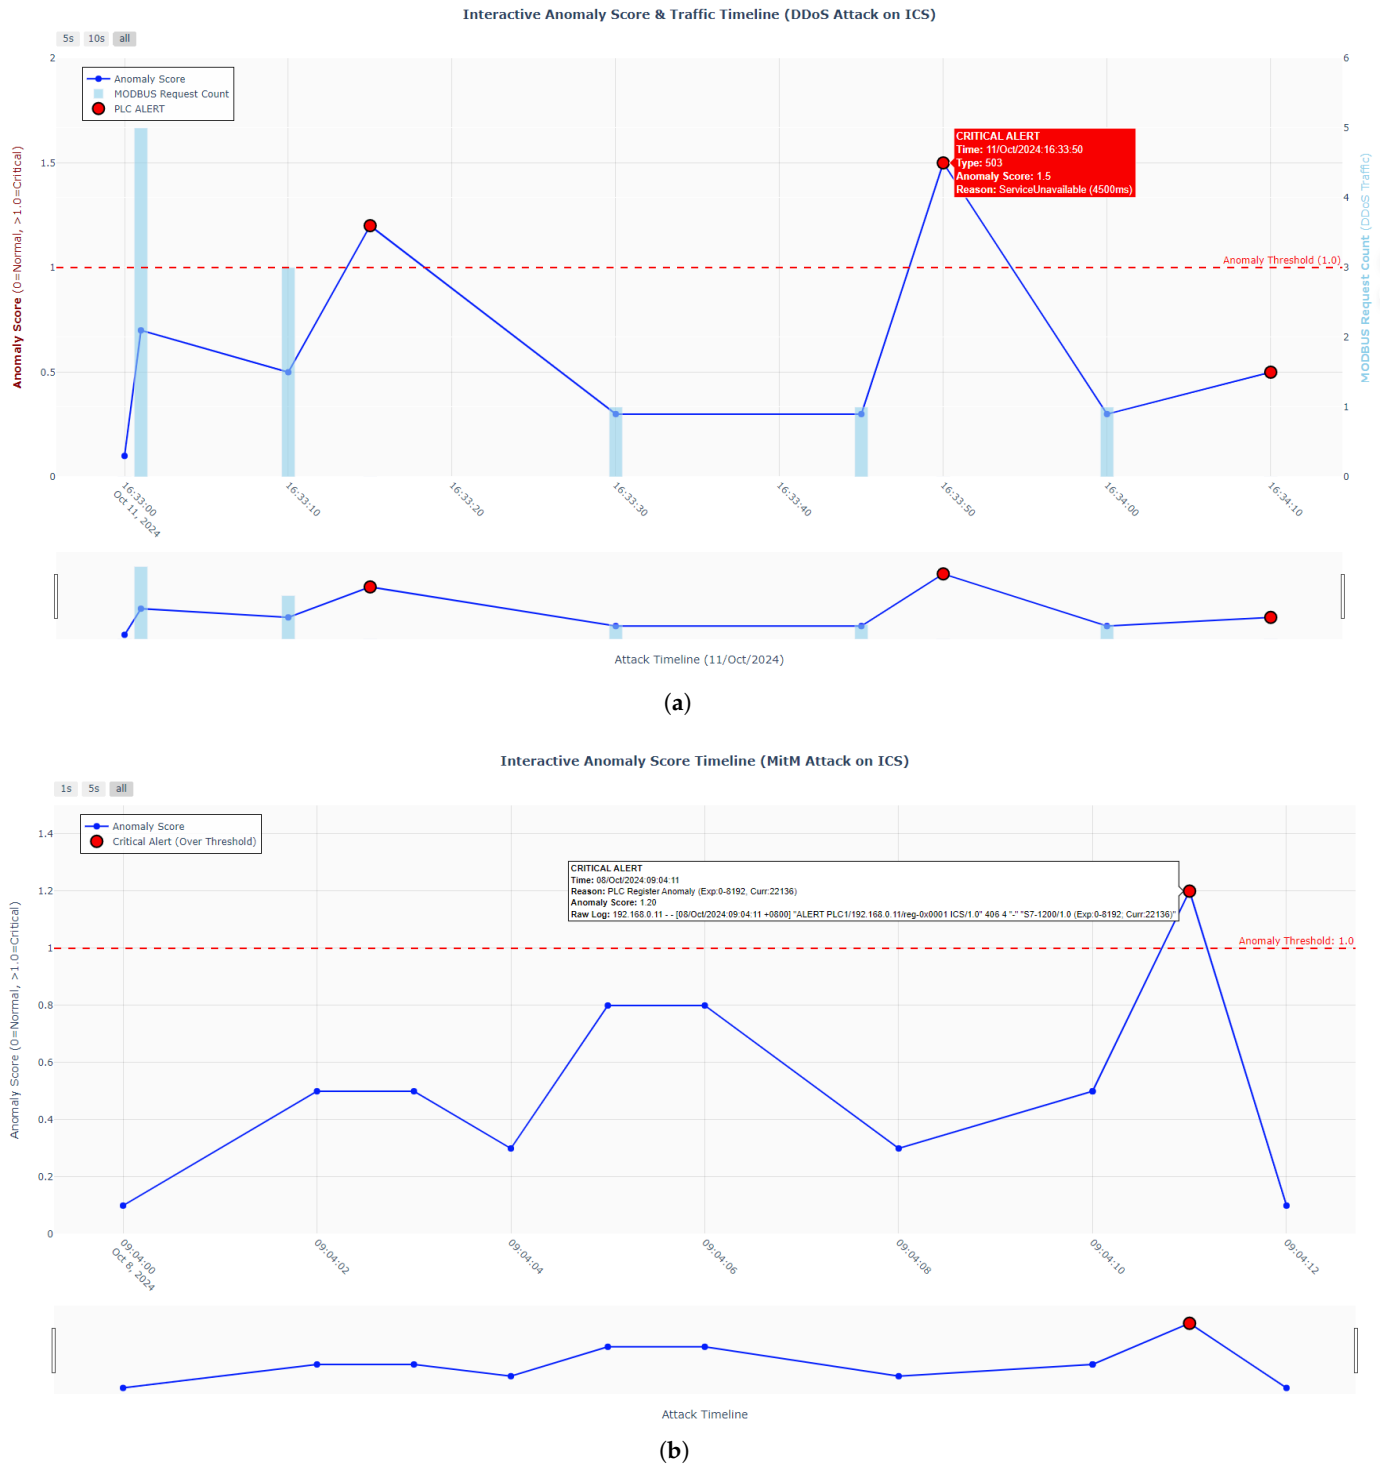 Interactive Anomaly Score & Traffic Timeline (DDoS Attack on ICS)
5s 10s all
Anomaly Score
MODBUS Request Count
PLC ALERT
Anomaly Score (0=Normal, >1.0=Critical)
2
1.5
1
0.5
0
CRITICAL ALERT
Time: 11/Oct/2024:16:33:50
Type: 503
Anomaly Score: 1.5
Reason: ServiceUnavailable (4500ms)
Anomaly Threshold (1.0)
6
5
4
3
2
1
0
MODBUS Request Count (DDoS Traffic)
16:33:00
Oct 11, 2024
16:33:10
16:33:20
16:33:30
16:33:40
16:33:50
16:34:00
16:34:10
Attack Timeline (11/Oct/2024)
(a)
Interactive Anomaly Score Timeline (MitM Attack on ICS)
1s 5s all
Anomaly Score
Critical Alert (Over Threshold)
Anomaly Score (0=Normal, >1.0=Critical)
1.4
1.2
1
0.8
0.6
0.4
0.2
0
CRITICAL ALERT
Time: 08/Oct/2024:09:04:11
Reason: PLC Register Anomaly (Exp:0-8192, Curr:22136)
Anomaly Score: 1.20
Raw Log: 192.168.0.11 - - [08/Oct/2024:09:04:11 +0800] "ALERT PLC1/192.168.0.11/reg-0x0001 ICS/1.0" 406 4 "-" "S7-1200/1.0 (Exp:0-8192; Curr:22136)"
Anomaly Threshold: 1.0
09:04:00
Oct 8, 2024
09:04:02
09:04:04
09:04:06
09:04:08
09:04:10
09:04:12
Attack Timeline
(b)